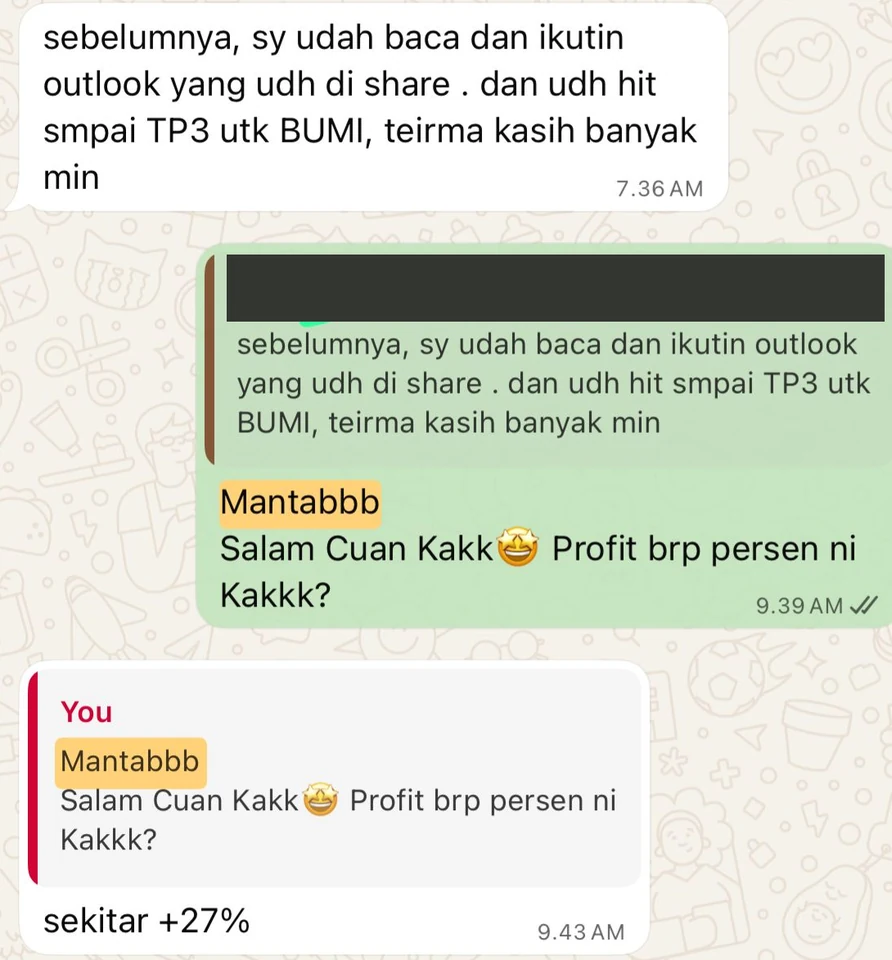 sebelumnya, sy udah baca dan ikutin
outlook yang udh di share . dan udh hit
smpai TP3 utk BUMI, teirma kasih banyak
min
7.36 AM
sebelumnya, sy udah baca dan ikutin outlook
yang udh di share . dan udh hit smpai TP3 utk
BUMI, teirma kasih banyak min
Mantabbb
Salam Cuan Kakk🤩 Profit brp persen ni
Kakkk?
9.39 AM
You
Mantabbb
Salam Cuan Kakk🤩 Profit brp persen ni
Kakkk?
sekitar +27%
9.43 AM